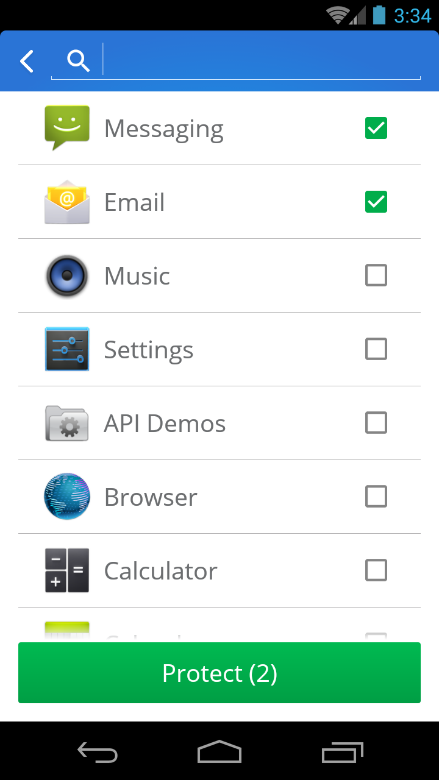 3:34
Messaging
@
Email
Music
Settings
API Demos
Browser
Calculator
Protect (2)